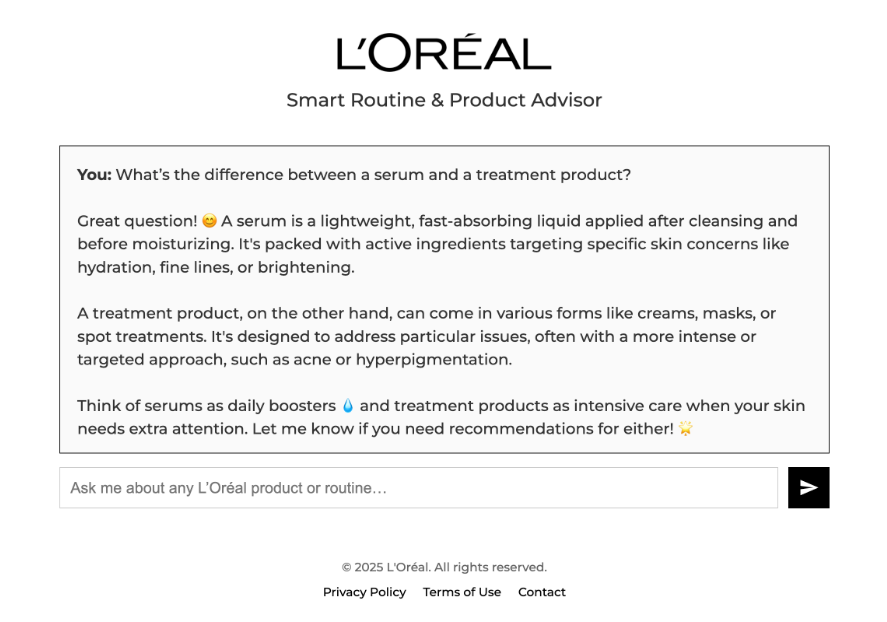 L'ORÉAL
Smart Routine & Product Advisor
You: What's the difference between a serum and a treatment product?
Great question! 😊 A serum is a lightweight, fast-absorbing liquid applied after cleansing and
before moisturizing. It's packed with active ingredients targeting specific skin concerns like
hydration, fine lines, or brightening.
A treatment product, on the other hand, can come in various forms like creams, masks, or
spot treatments. It's designed to address particular issues, often with a more intense or
targeted approach, such as acne or hyperpigmentation.
Think of serums as daily boosters 💧 and treatment products as intensive care when your skin
needs extra attention. Let me know if you need recommendations for either! 🌟
Ask me about any L'Oréal product or routine…
© 2025 L'Oréal. All rights reserved.
Privacy Policy Terms of Use Contact